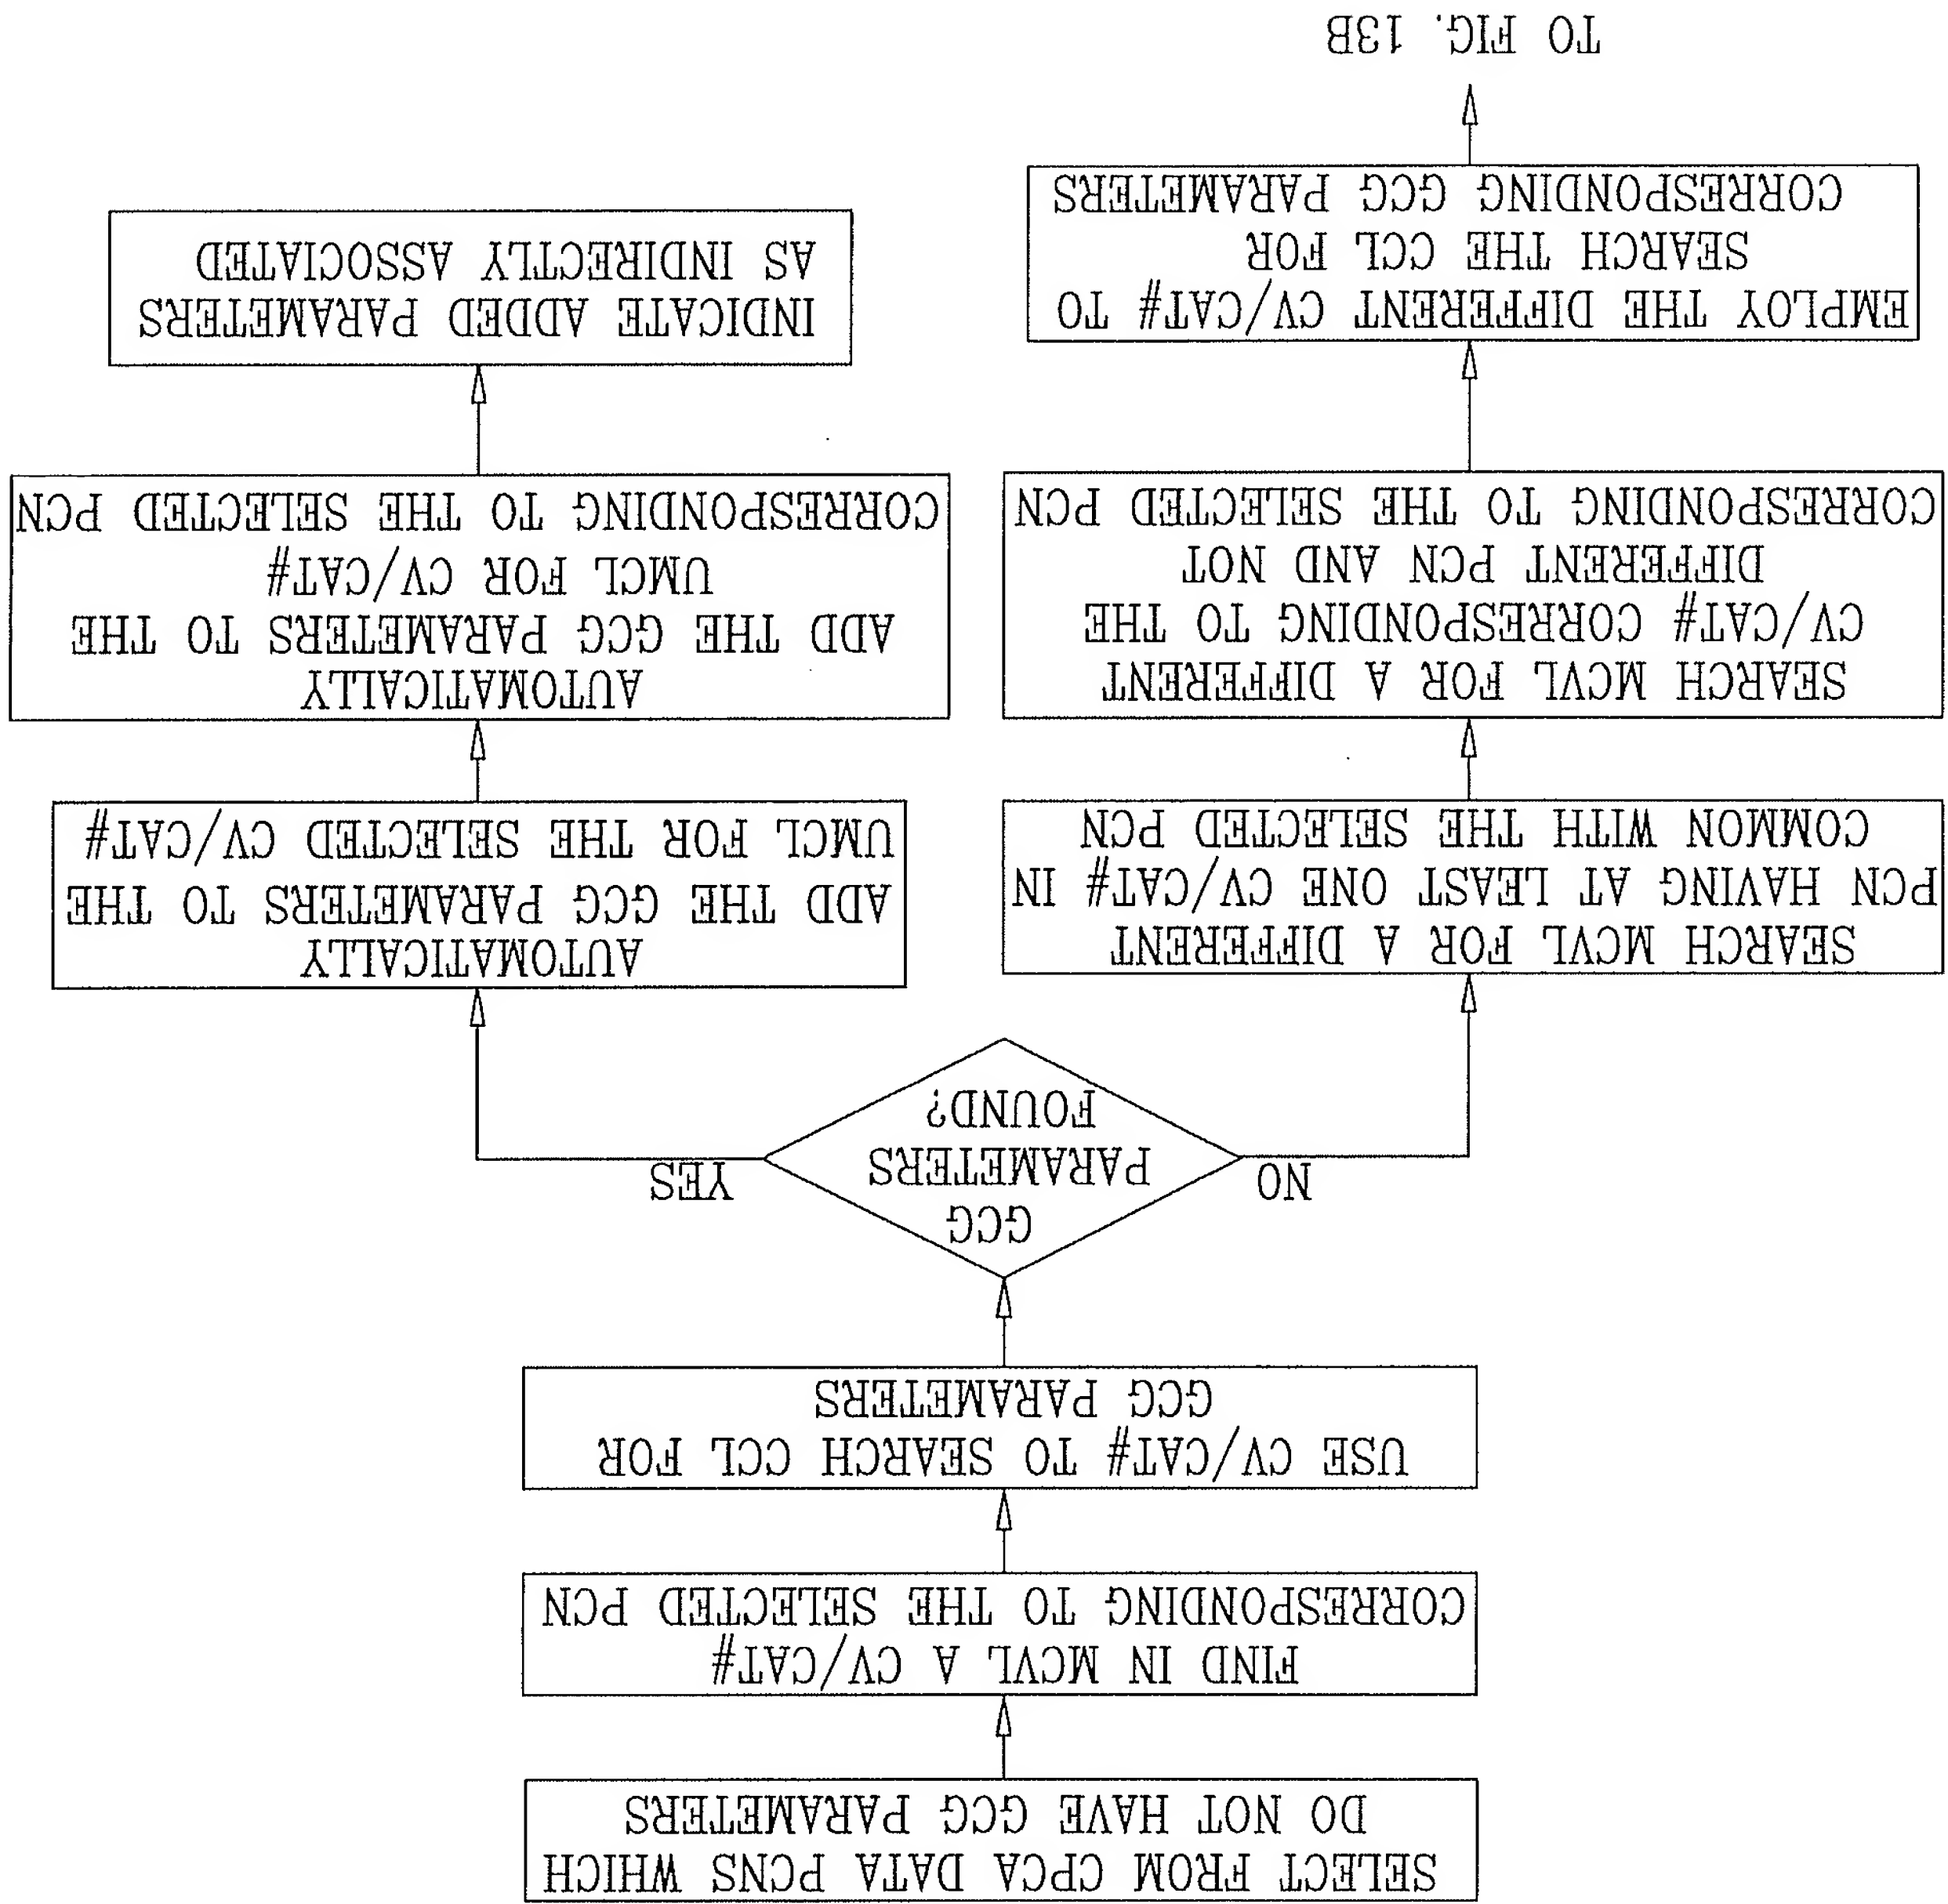 SELECT FROM CPCA DATA PCNS WHICH
DO NOT HAVE GCG PARAMETERS
FIND IN MCVL A CV/CAT#
CORRESPONDING TO THE SELECTED PCN
USE CV/CAT# TO SEARCH CCL FOR
GCG PARAMETERS
GCG
PARAMETERS
FOUND?
NO
YES
SEARCH MCVL FOR A DIFFERENT
PCN HAVING AT LEAST ONE CV/CAT# IN
COMMON WITH THE SELECTED PCN
SEARCH MCVL FOR A DIFFERENT
CV/CAT# CORRESPONDING TO THE
DIFFERENT PCN AND NOT
CORRESPONDING TO THE SELECTED PCN
EMPLOY THE DIFFERENT CV/CAT# TO
SEARCH THE CCL FOR
CORRESPONDING GCG PARAMETERS
TO FIG. 13B
AUTOMATICALLY
ADD THE GCG PARAMETERS TO THE
UMCL FOR THE SELECTED CV/CAT#
AUTOMATICALLY
ADD THE GCG PARAMETERS TO THE
UMCL FOR CV/CAT#
CORRESPONDING TO THE SELECTED PCN
INDICATE ADDED PARAMETERS
AS INDIRECTLY ASSOCIATED